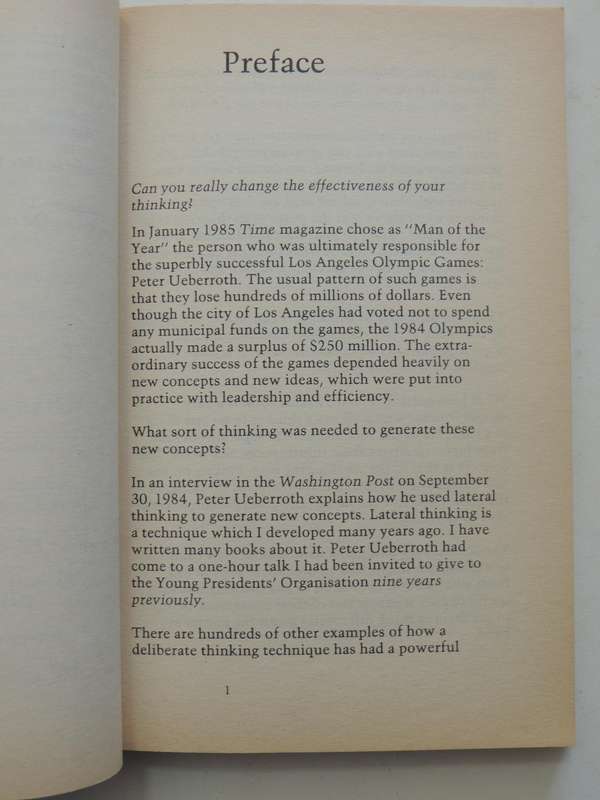 Preface
Can you really change the effectiveness of your
thinking?
In January 1985 Time magazine chose as "Man of the
Year" the person who was ultimately responsible for
the superbly successful Los Angeles Olympic Games:
Peter Ueberroth. The usual pattern of such games is
that they lose hundreds of millions of dollars. Even
though the city of Los Angeles had voted not to spend
any municipal funds on the games, the 1984 Olympics
actually made a surplus of $250 million. The extra-
ordinary success of the games depended heavily on
new concepts and new ideas, which were put into
practice with leadership and efficiency.
What sort of thinking was needed to generate these
new concepts?
In an interview in the Washington Post on September
30, 1984, Peter Ueberroth explains how he used lateral
thinking to generate new concepts. Lateral thinking is
a technique which I developed many years ago. I have
written many books about it. Peter Ueberroth had
come to a one-hour talk I had been invited to give to
the Young Presidents' Organisation nine years
previously.
There are hundreds of other examples of how a
deliberate thinking technique has had a powerful
1